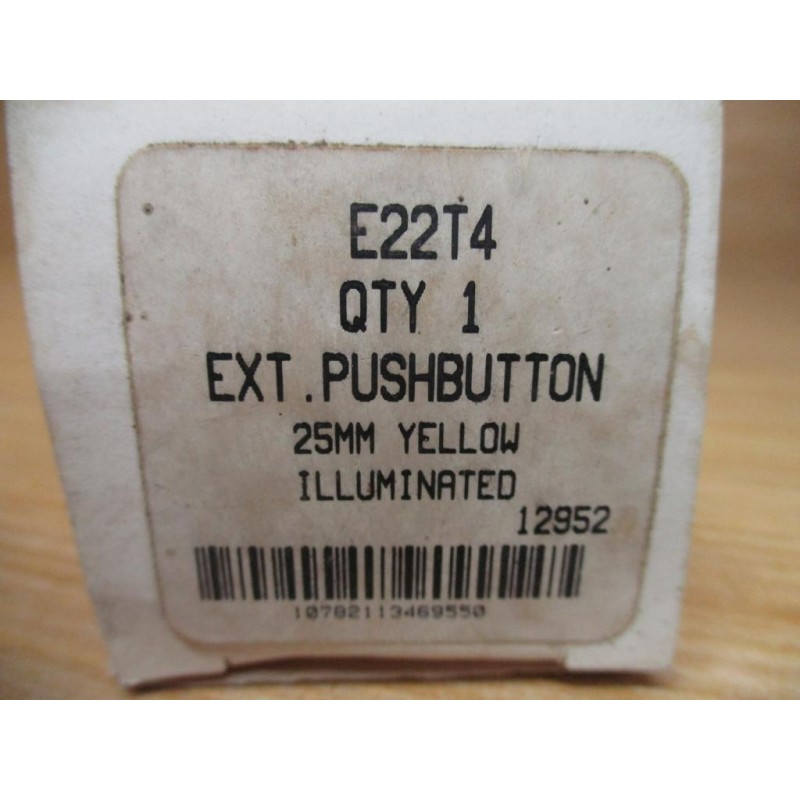 E22T4
QTY 1
EXT.PUSHBUTTON
25MM YELLOW
ILLUMINATED
12952
10782113469550